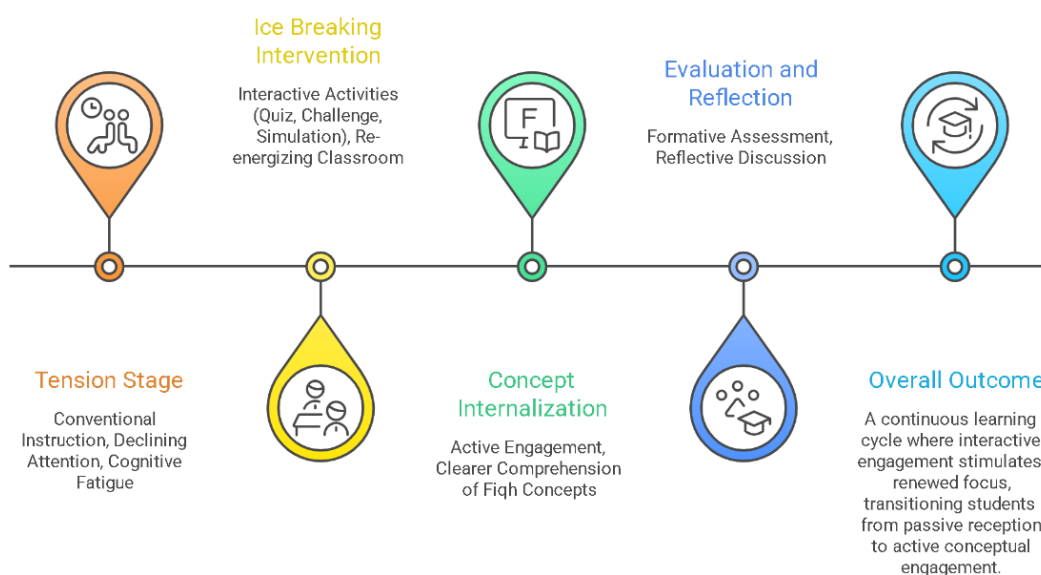 Tension Stage
Conventional
Instruction, Declining
Attention, Cognitive
Fatigue
Ice Breaking
Intervention
Interactive Activities
(Quiz, Challenge,
Simulation), Re-
energizing Classroom
F
Concept
Internalization
Active Engagement,
Clearer Comprehension
of Fiqh Concepts
Evaluation and
Reflection
Formative Assessment,
Reflective Discussion
Overall Outcome
A continuous learning
cycle where interactive
engagement stimulates
renewed focus,
transitioning students
from passive reception
to active conceptual
engagement.